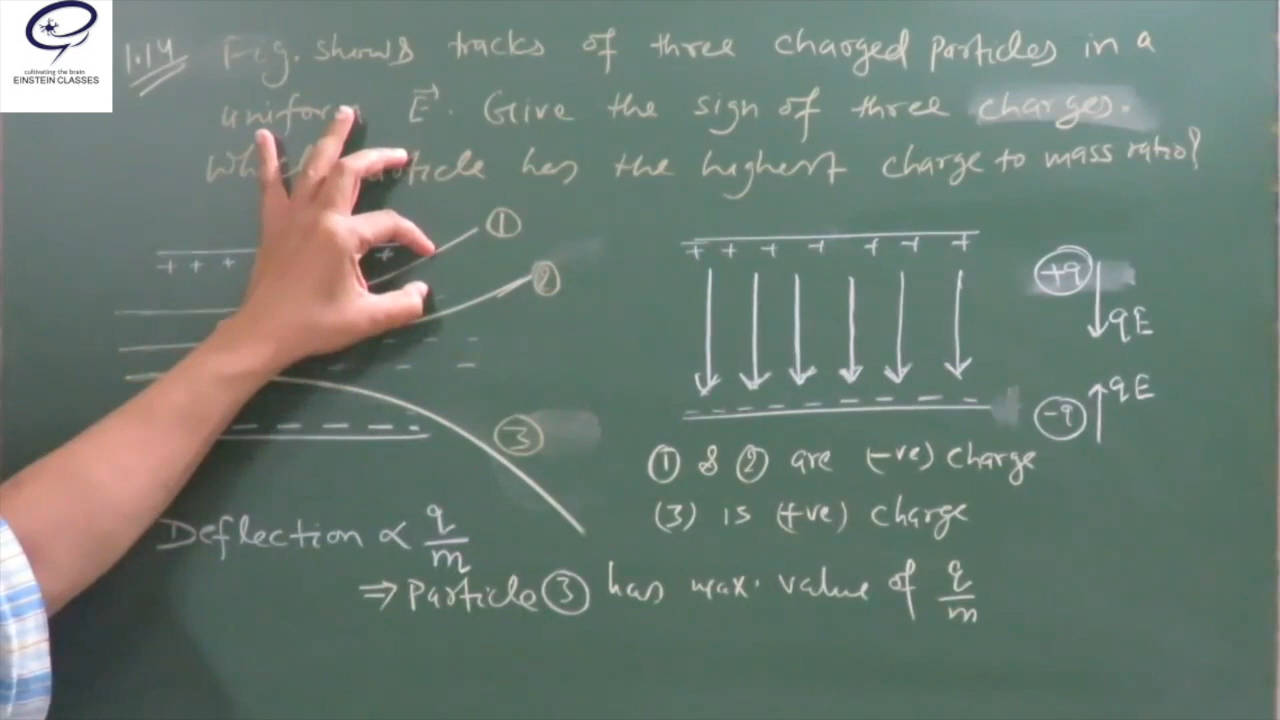 cultivating the brain
EINSTEIN CLASSES
1.14 Fig. shows tracks of three charged particles in a
uniform E⃗. Give the sign of three charges.
has the highest charge to mass ratio?
①
②
③
+ + + +
- - - -
+ + + + + + +
- - - - - - - -
+q
qE
-q
qE
① & ② are (-ve) charge
(3) is (+ve) charge
Deflection ∝ q/m
⇒ Particle ③ has max. value of q/m